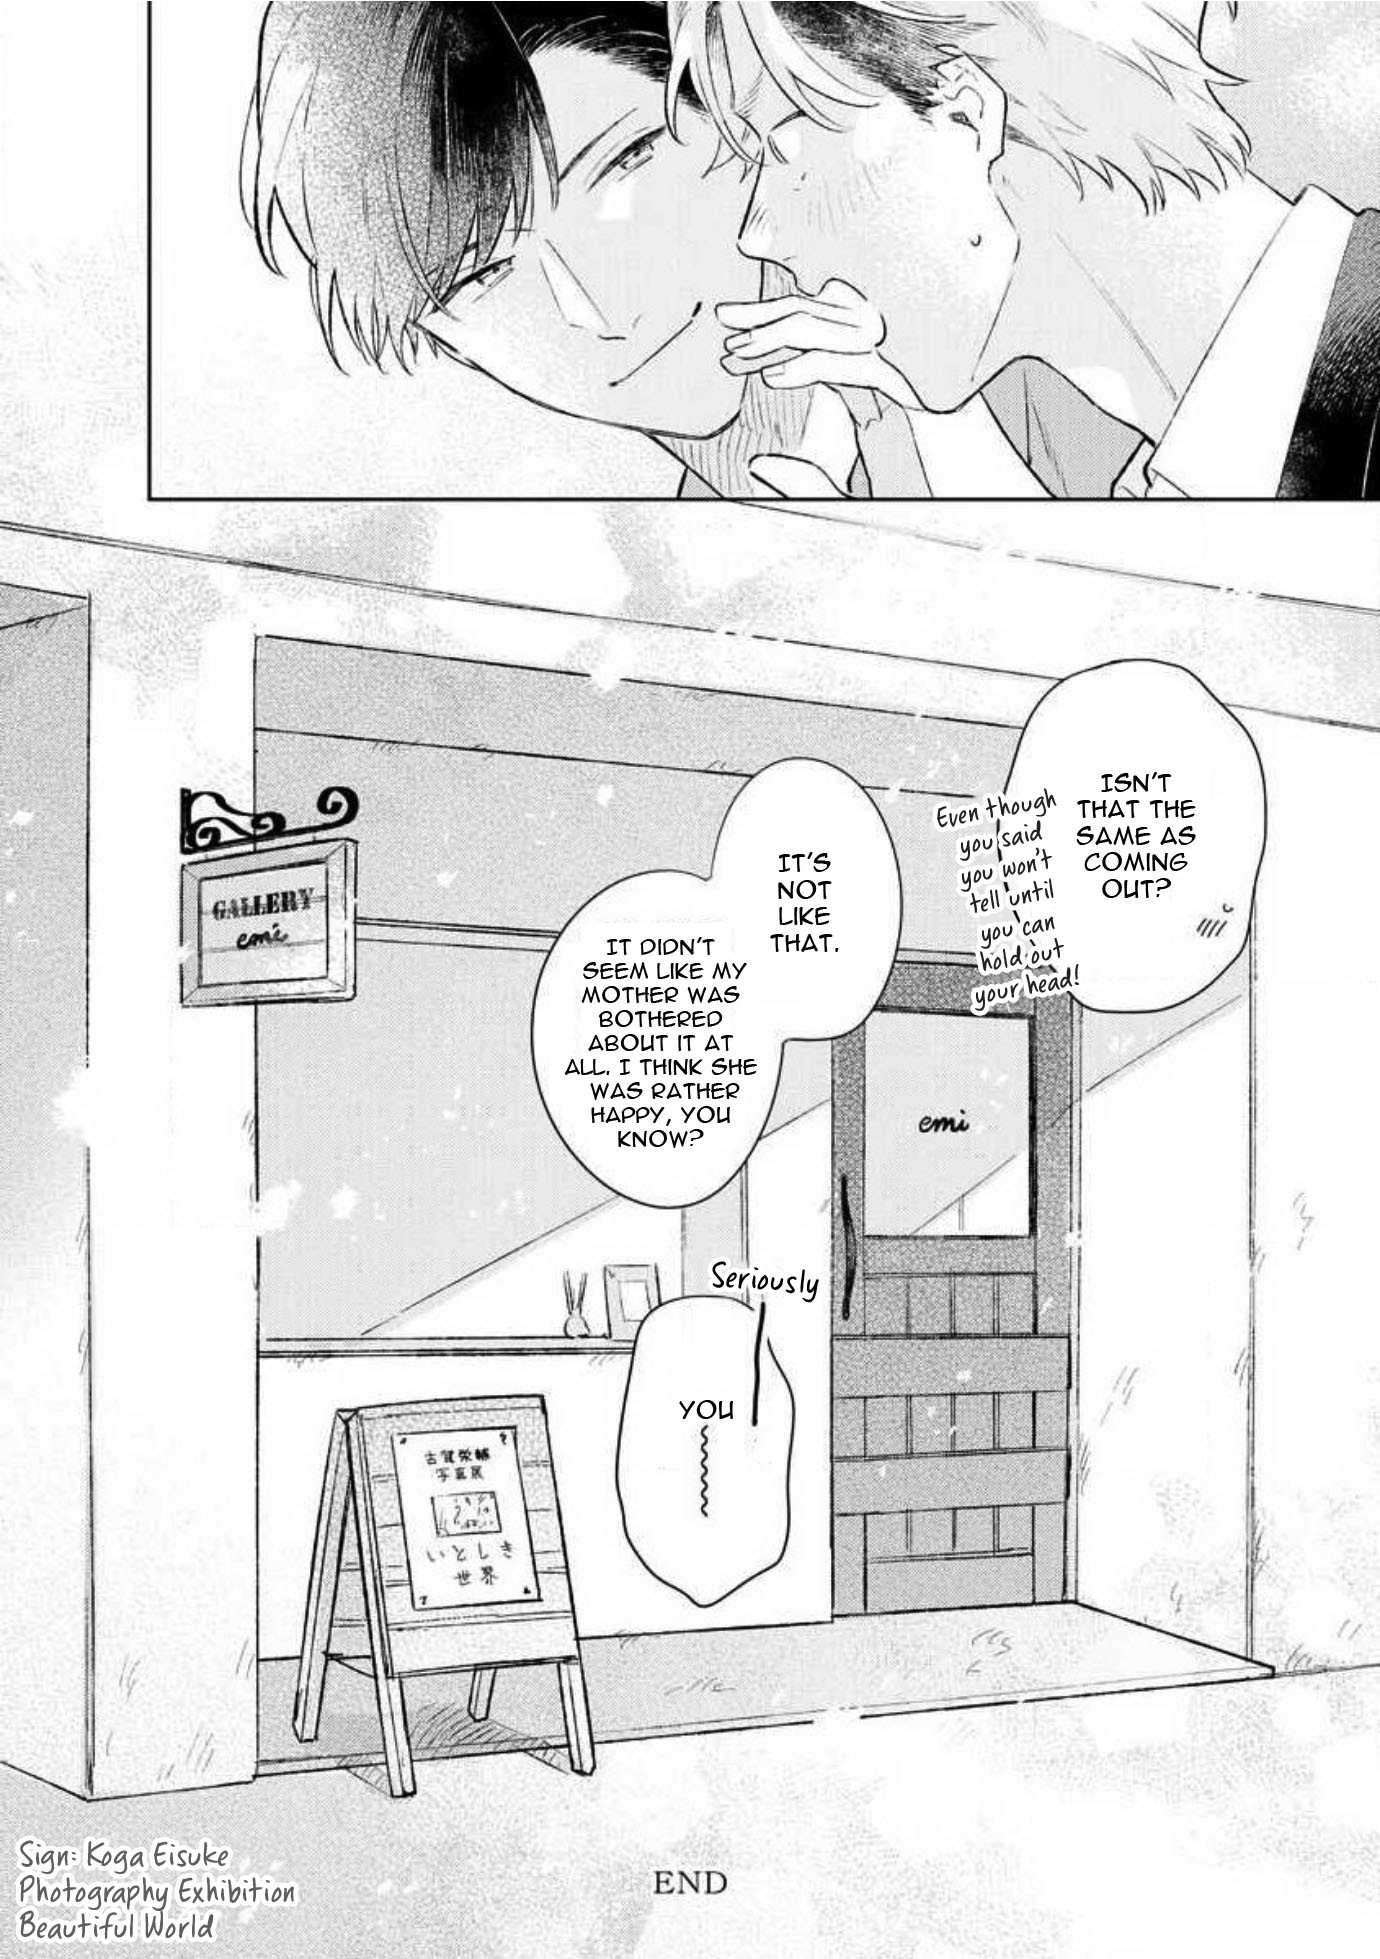 ISN'T
THAT THE
SAME AS
COMING
OUT?
Even though
you said
you won't
tell until
you can
hold out
your head!
IT'S
NOT
LIKE
THAT.
IT DIDN'T
SEEM LIKE MY
MOTHER WAS
BOTHERED
ABOUT IT AT
ALL. I THINK SHE
WAS RATHER
HAPPY, YOU
KNOW?
GALLERY
emi
emi
Seriously
YOU
古賀栄輔
写真展
いとしき
世界
Sign: Koga Eisuke
Photography Exhibition
Beautiful World
END